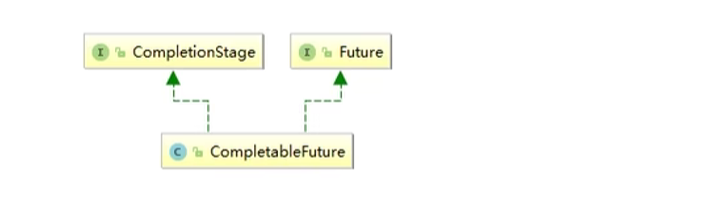 I CompletionStage
I Future
C CompletableFuture